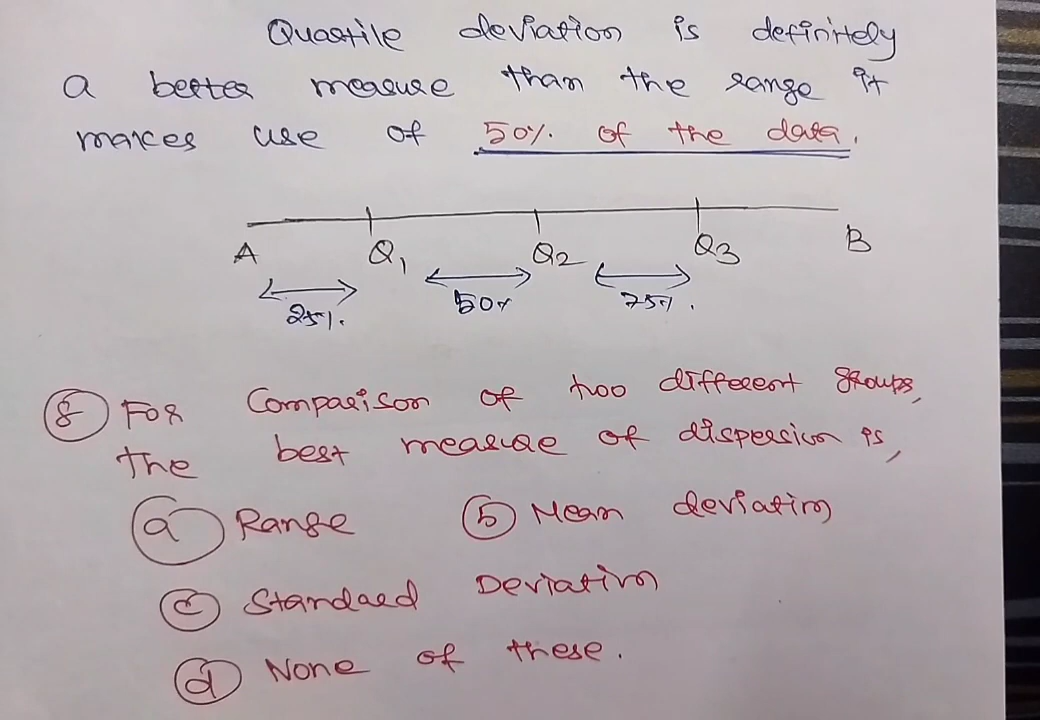 Quartile deviation is definitely
a better measure than the range it
makes use of 50% of the data.
A Q1 Q2 Q3 B
25%. 50% 75%.
8 For Comparison of two different groups,
the best measure of dispersion is,
a Range b Mean deviation
c Standard Deviation
d None of these.